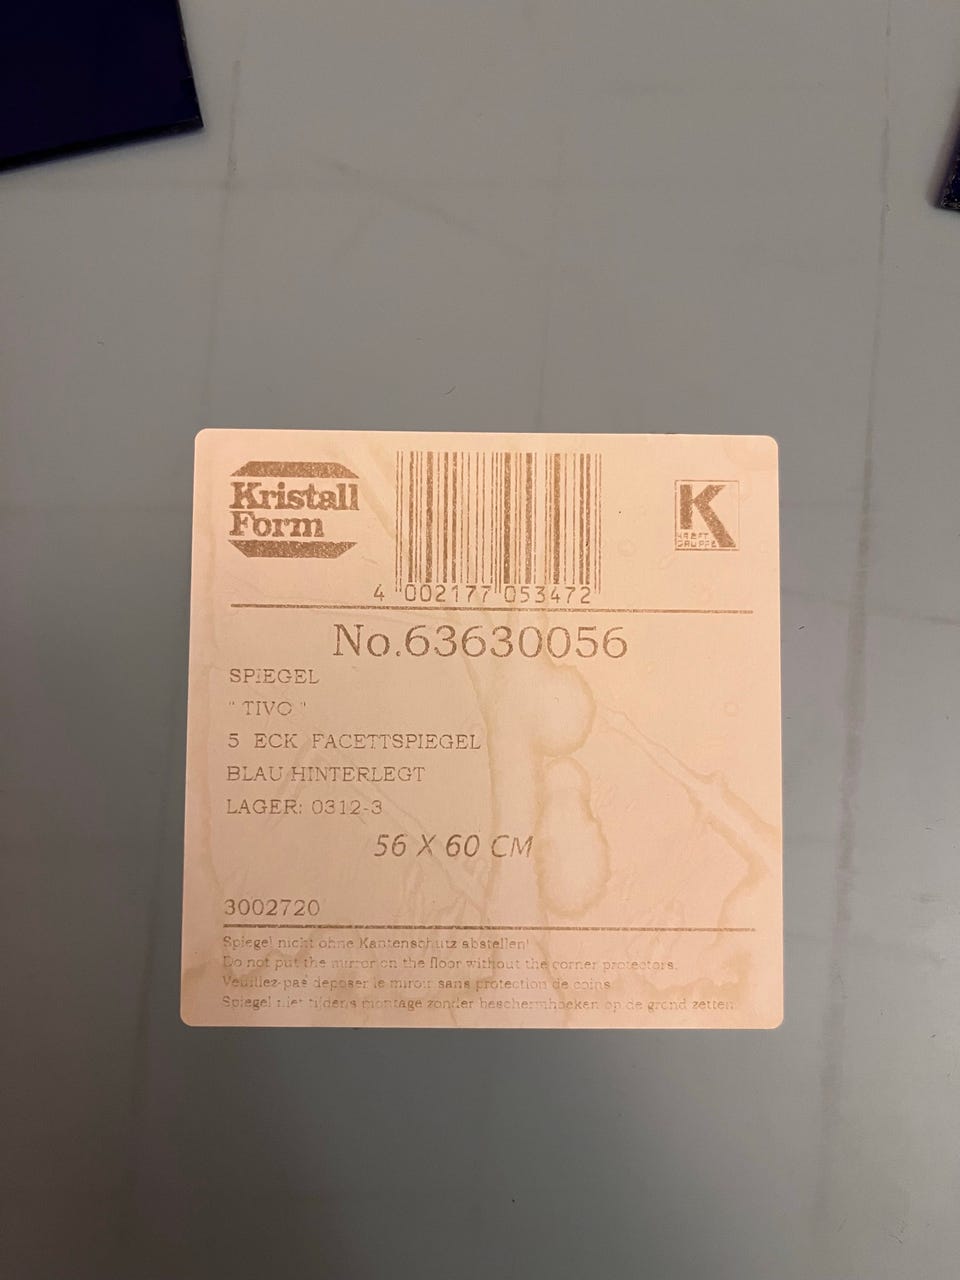 Kristall
Form
K
KRAFT
GRUPPE
4 002177 053472
No.63630056
SPIEGEL
" TIVO "
5 ECK FACETTSPIEGEL
BLAU HINTERLEGT
LAGER: 0312-3
56 X 60 CM
3002720
Spiegel nicht ohne Kantenschutz abstellen!
Do not put the mirror on the floor without the corner protectors.
Veuillez-pas deposer le miroir sans protection de coins.
Spiegel niet tijdens montage zonder beschermhoeken op de grond zetten.